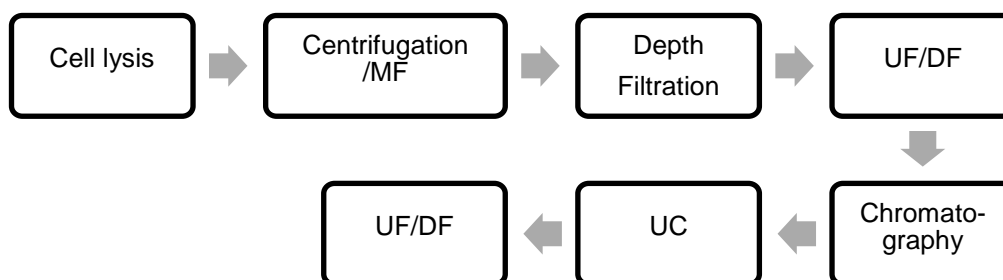 Cell lysis
Centrifugation
/MF
Depth
Filtration
UF/DF
Chromato-
graphy
UC
UF/DF